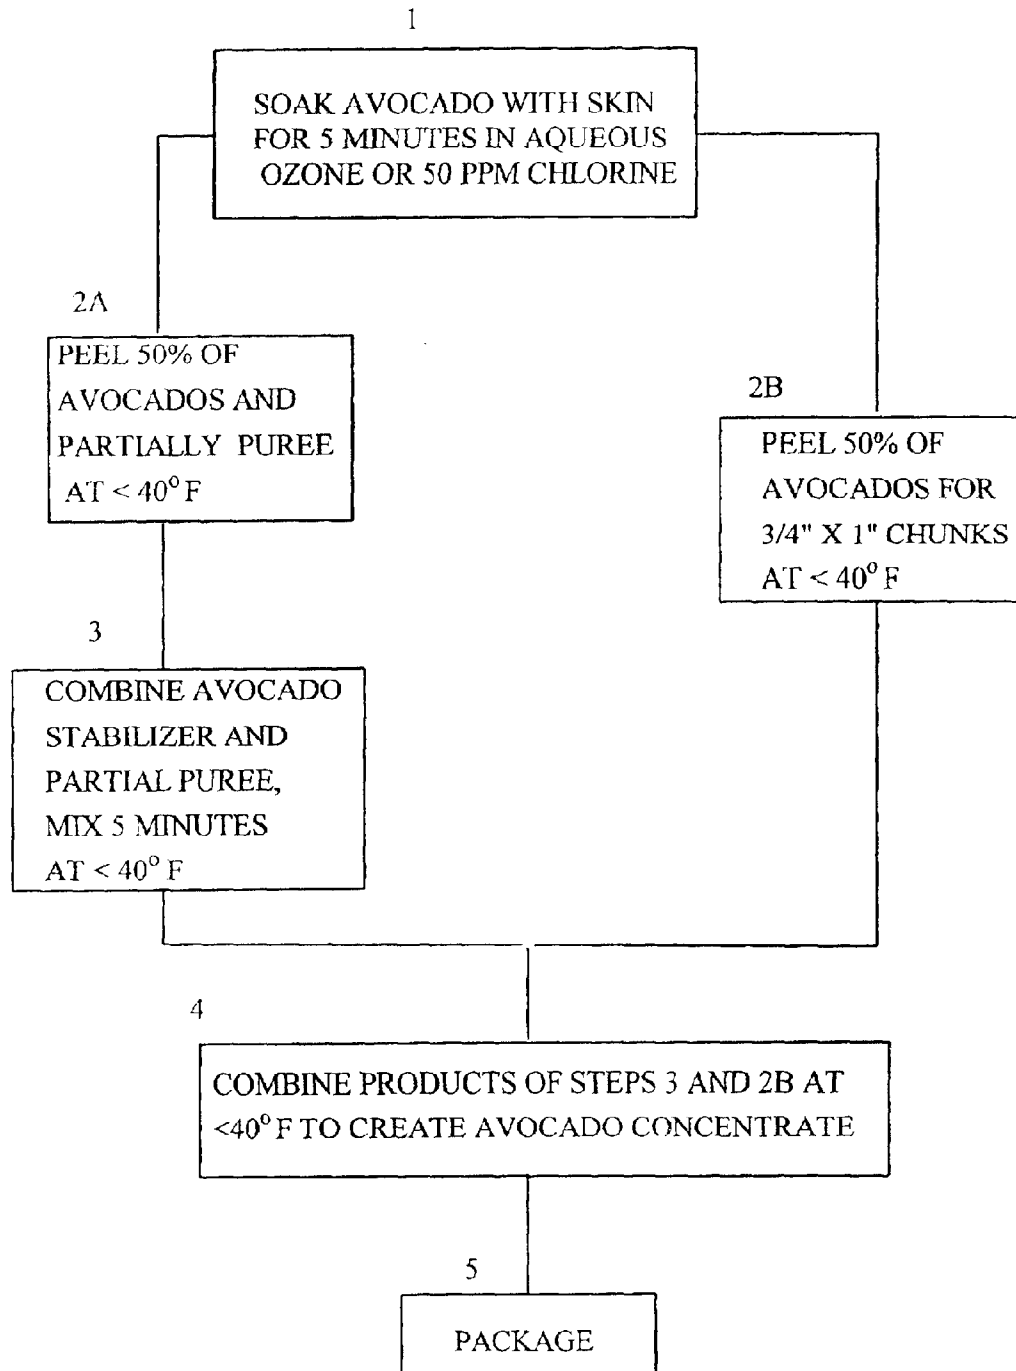 1
SOAK AVOCADO WITH SKIN
FOR 5 MINUTES IN AQUEOUS
OZONE OR 50 PPM CHLORINE
2A
PEEL 50% OF
AVOCADOS AND
PARTIALLY PUREE
AT < 40° F
2B
PEEL 50% OF
AVOCADOS FOR
3/4" X 1" CHUNKS
AT < 40° F
3
COMBINE AVOCADO
STABILIZER AND
PARTIAL PUREE,
MIX 5 MINUTES
AT < 40° F
4
COMBINE PRODUCTS OF STEPS 3 AND 2B AT
<40° F TO CREATE AVOCADO CONCENTRATE
5
PACKAGE